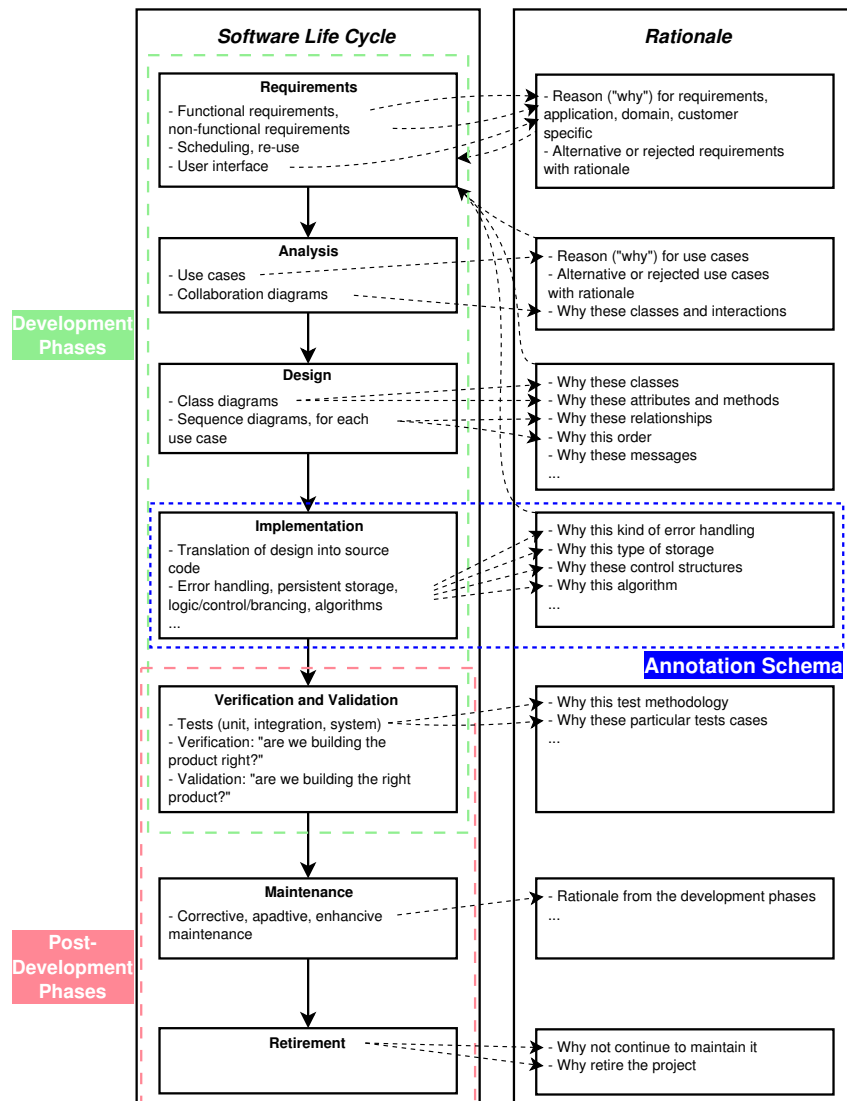 Software Life Cycle
Rationale
Requirements
- Functional requirements,
non-functional requirements
- Scheduling, re-use
- User interface
- Reason ("why") for requirements,
application, domain, customer
specific
- Alternative or rejected requirements
with rationale
Analysis
- Use cases
- Collaboration diagrams
- Reason ("why") for use cases
- Alternative or rejected use cases
with rationale
- Why these classes and interactions
Development
Phases
Design
- Class diagrams
- Sequence diagrams, for each
use case
- Why these classes
- Why these attributes and methods
- Why these relationships
- Why this order
- Why these messages
...
Implementation
- Translation of design into source
code
- Error handling, persistent storage,
logic/control/brancing, algorithms
...
- Why this kind of error handling
- Why this type of storage
- Why these control structures
- Why this algorithm
...
Annotation Schema
Verification and Validation
- Tests (unit, integration, system)
- Verification: "are we building the
product right?"
- Validation: "are we building the right
product?"
- Why this test methodology
- Why these particular tests cases
...
Maintenance
- Corrective, apadtive, enhancive
maintenance
- Rationale from the development phases
...
Post-
Development
Phases
Retirement
- Why not continue to maintain it
- Why retire the project